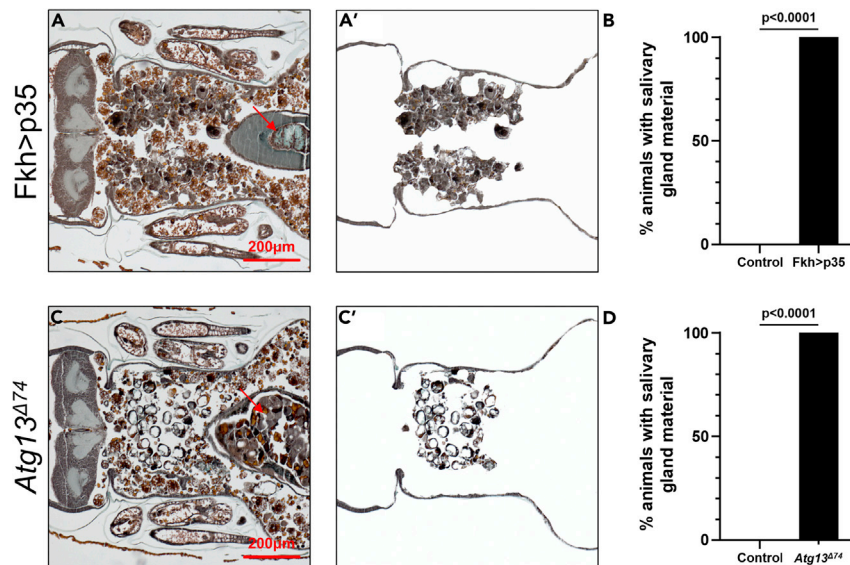 A
Fkh>p35
200μm
A′
B
p<0.0001
% animals with salivary
gland material
100
50
0
Control
Fkh>p35
C
Atg13Δ74
200μm
C′
D
p<0.0001
% animals with salivary
gland material
100
50
0
Control
Atg13Δ74